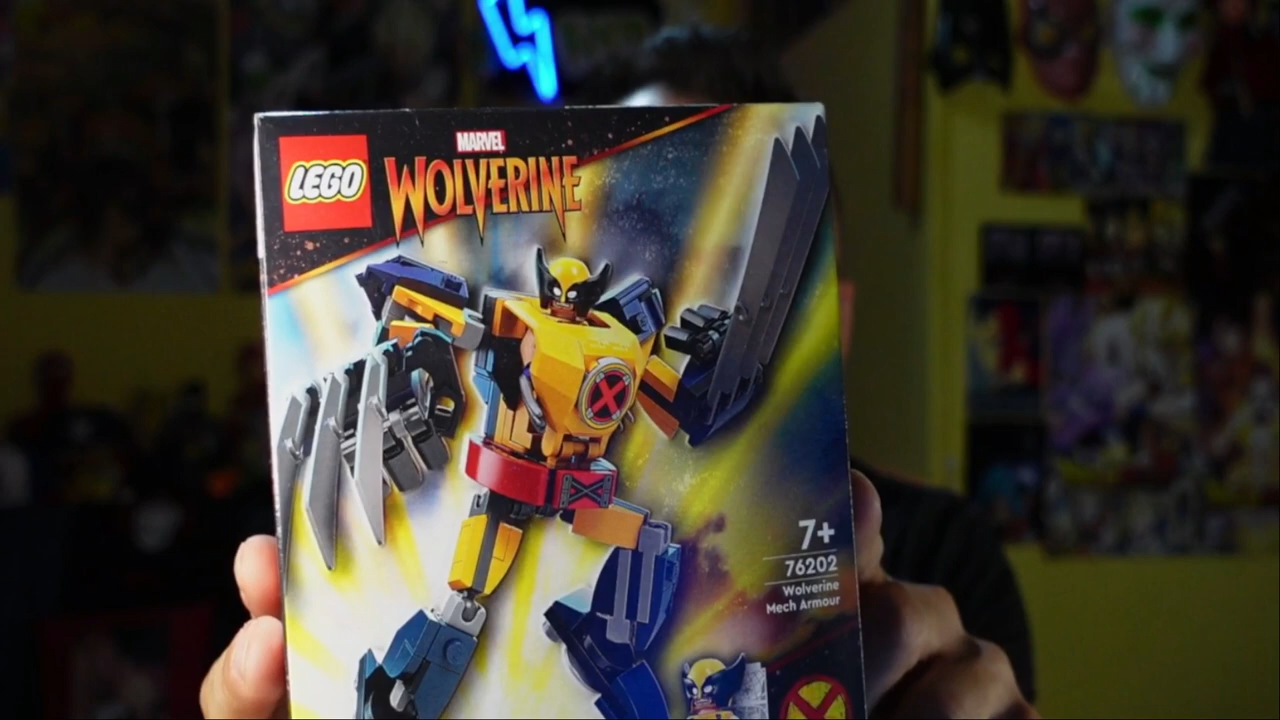 LEGO
MARVEL
WOLVERINE
7+
76202
Wolverine
Mech Armour